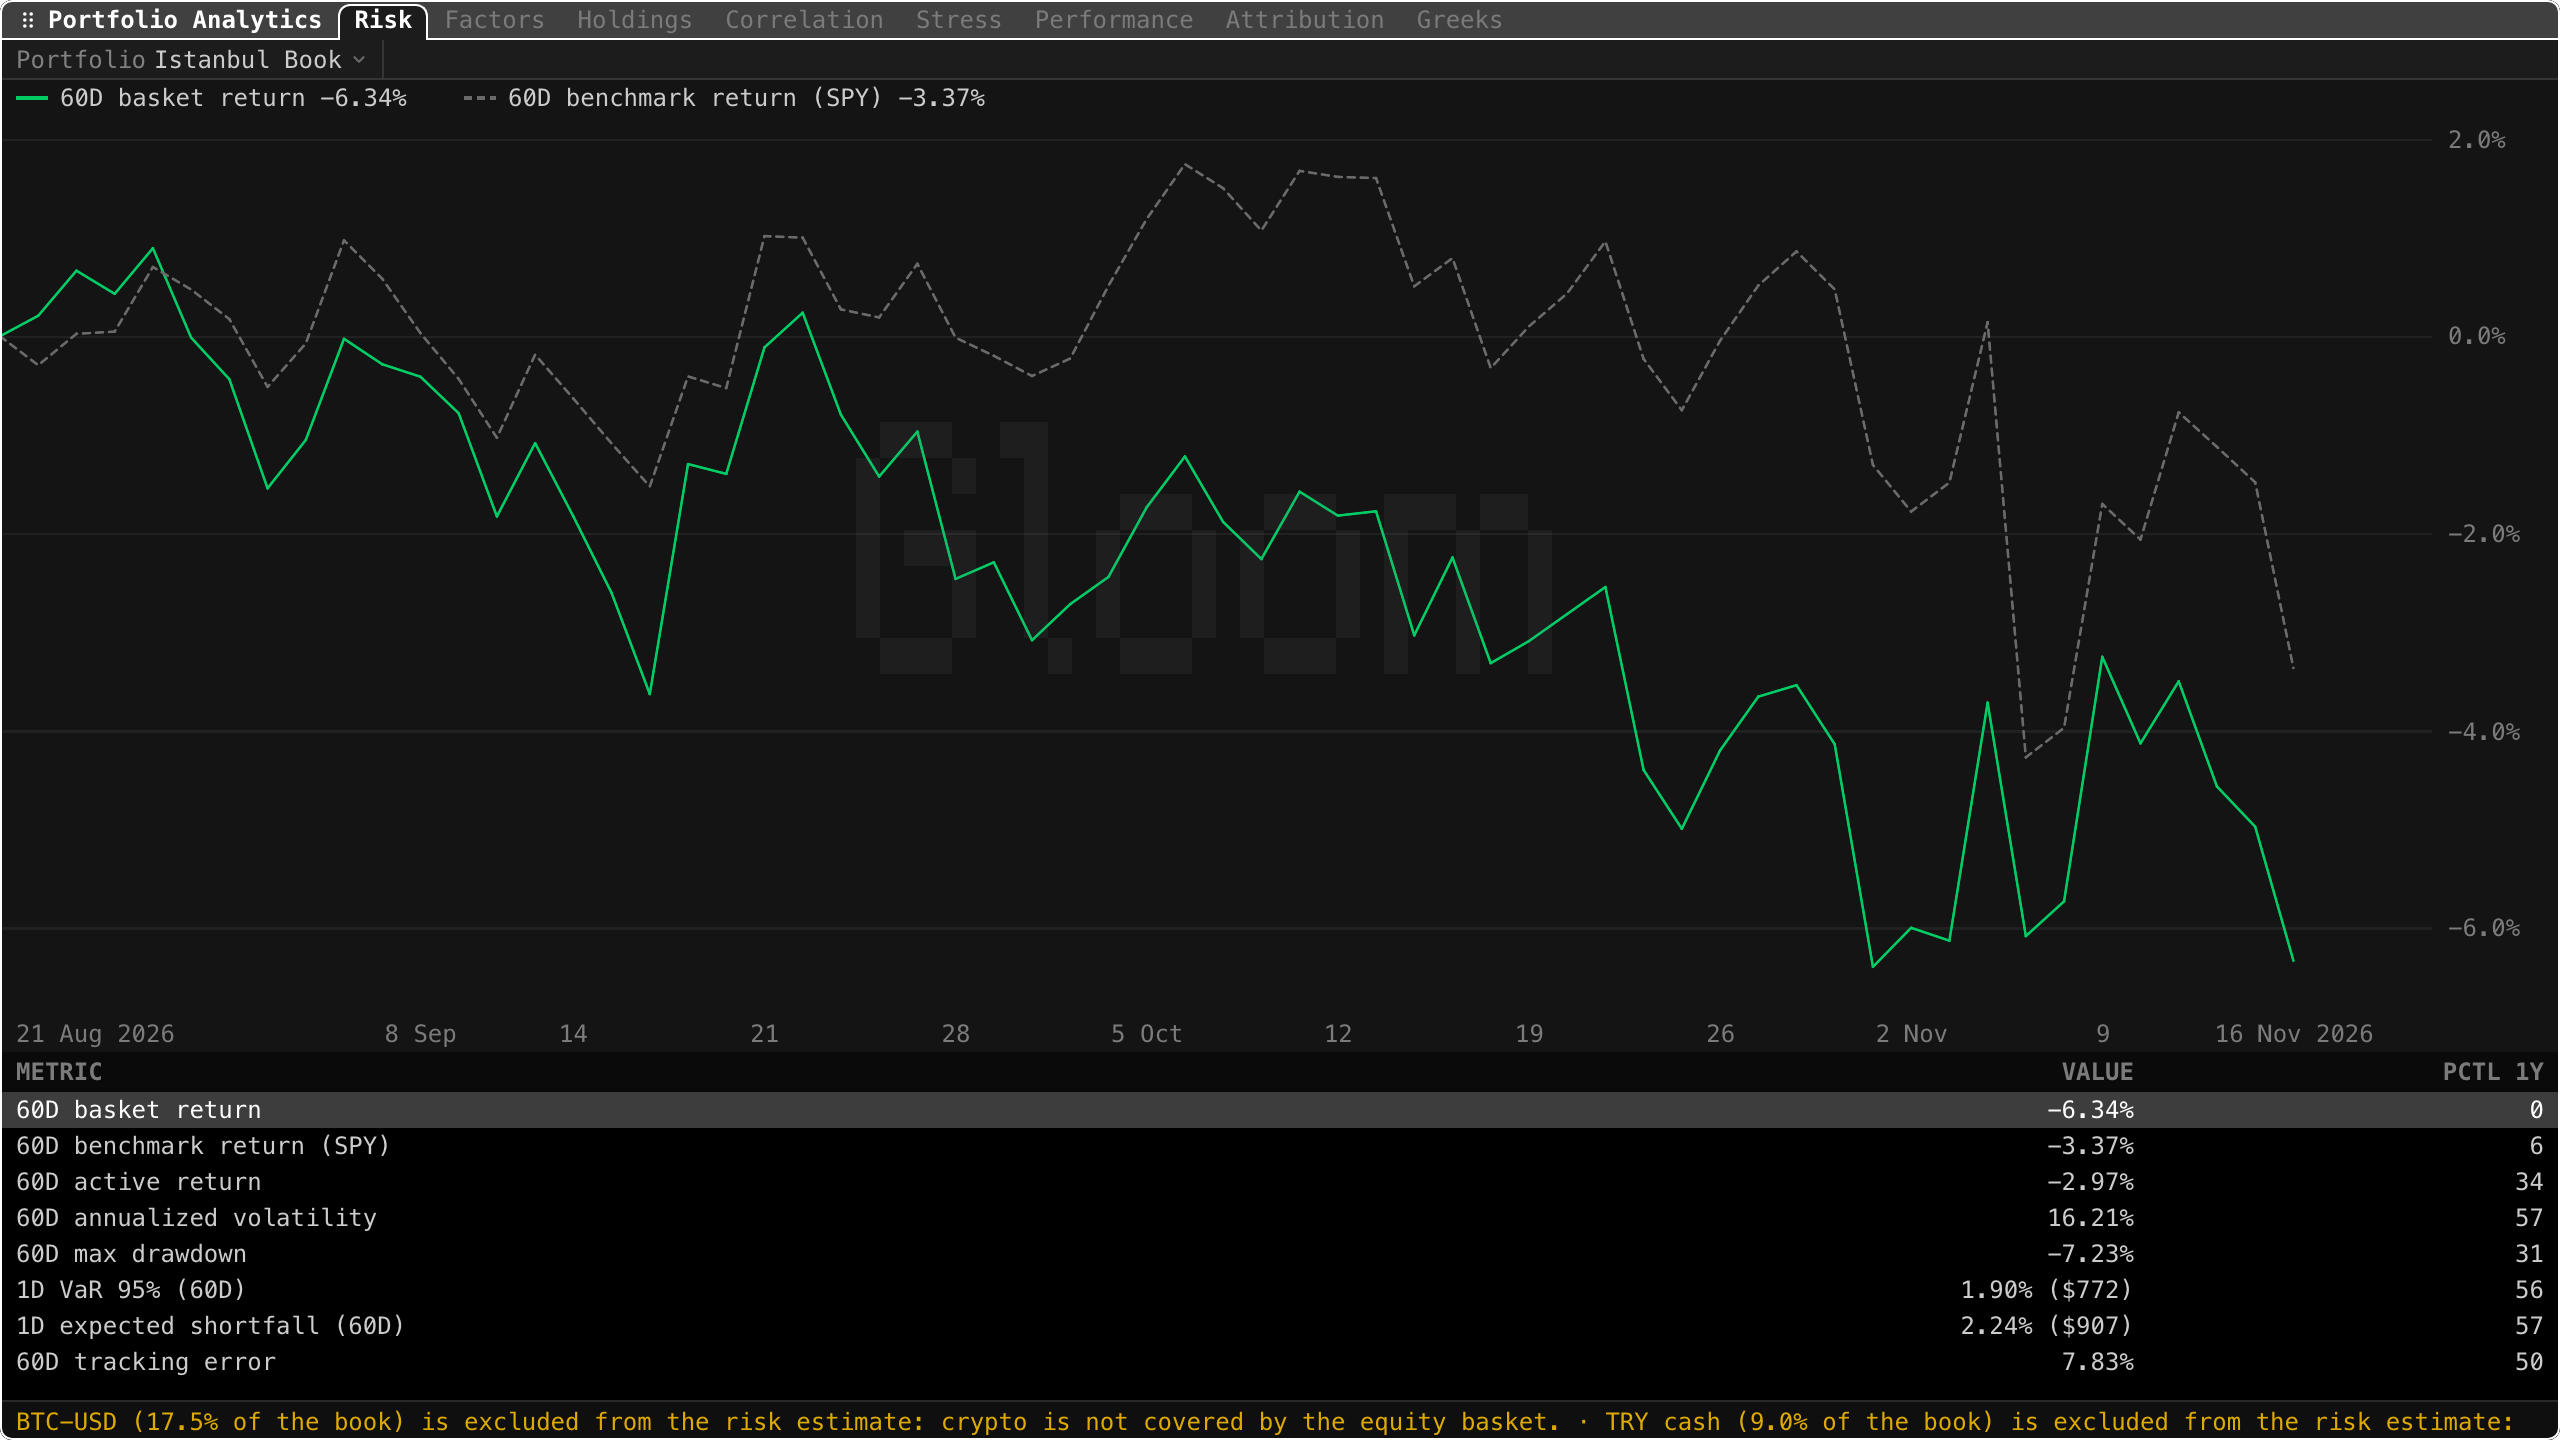 Portfolio Analytics Risk Factors Holdings Correlation Stress Performance Attribution Greeks
Portfolio Istanbul Book
60D basket return −6.34% 60D benchmark return (SPY) −3.37%
2.0%
0.0%
−2.0%
−4.0%
−6.0%
Bloom
21 Aug 2026 8 Sep 14 21 28 5 Oct 12 19 26 2 Nov 9 16 Nov 2026
METRIC VALUE PCTL 1Y
60D basket return −6.34% 0
60D benchmark return (SPY) −3.37% 6
60D active return −2.97% 34
60D annualized volatility 16.21% 57
60D max drawdown −7.23% 31
1D VaR 95% (60D) 1.90% ($772) 56
1D expected shortfall (60D) 2.24% ($907) 57
60D tracking error 7.83% 50
BTC−USD (17.5% of the book) is excluded from the risk estimate: crypto is not covered by the equity basket. · TRY cash (9.0% of the book) is excluded from the risk estimate: